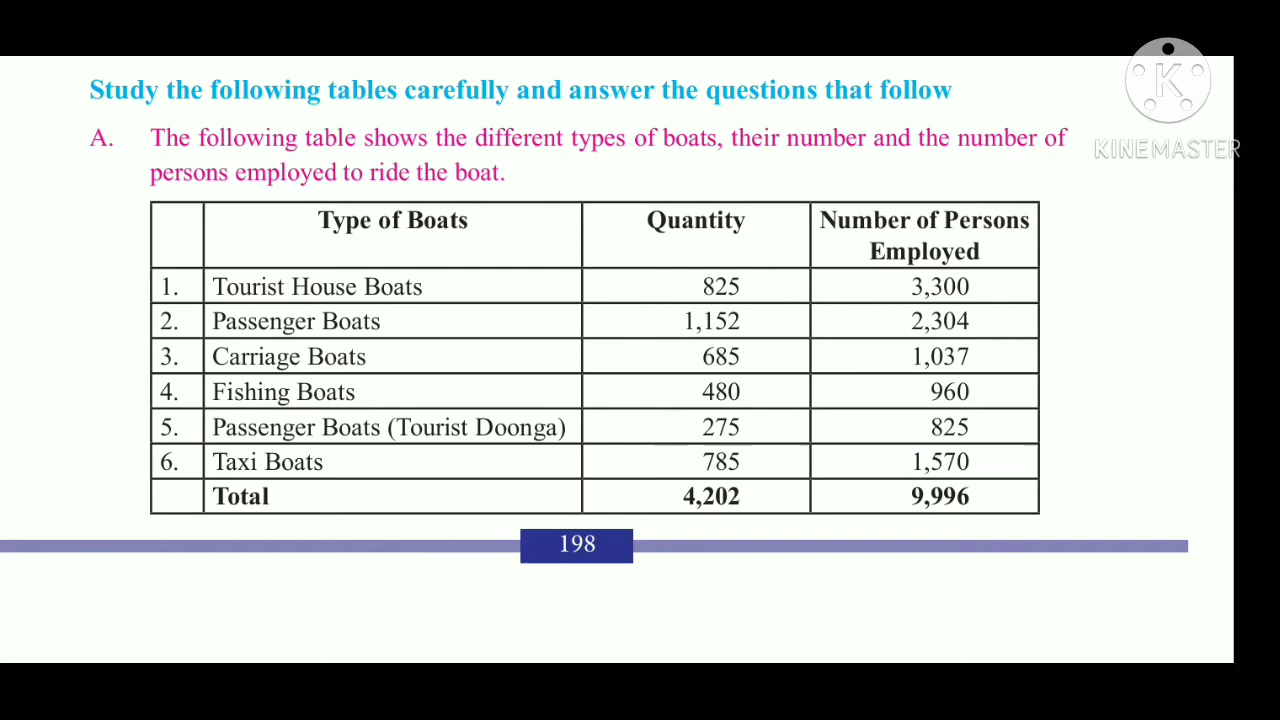 Study the following tables carefully and answer the questions that follow
A. The following table shows the different types of boats, their number and the number of
persons employed to ride the boat.
Type of Boats Quantity Number of Persons
Employed
1. Tourist House Boats 825 3,300
2. Passenger Boats 1,152 2,304
3. Carriage Boats 685 1,037
4. Fishing Boats 480 960
5. Passenger Boats (Tourist Doonga) 275 825
6. Taxi Boats 785 1,570
Total 4,202 9,996
198
K
KINEMASTER